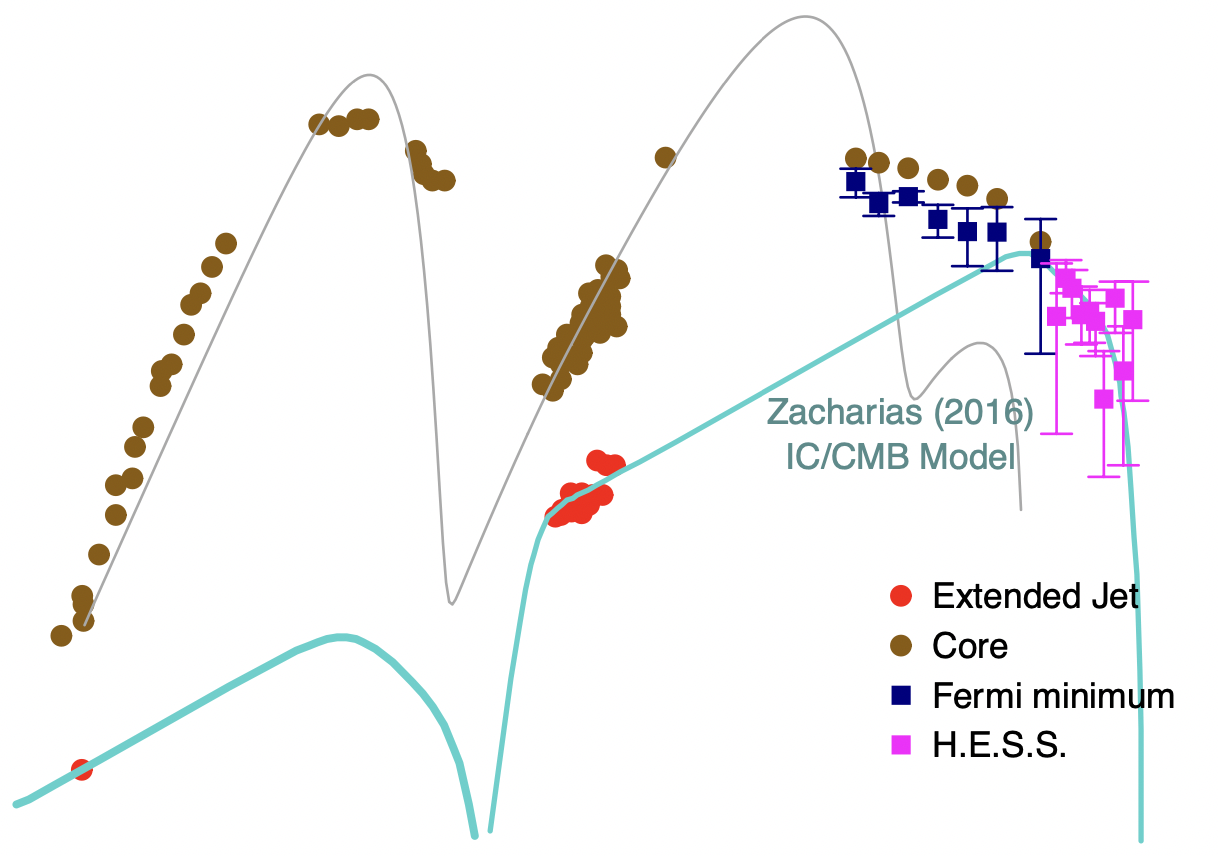 Zacharias (2016)
IC/CMB Model
Extended Jet
Core
Fermi minimum
H.E.S.S.